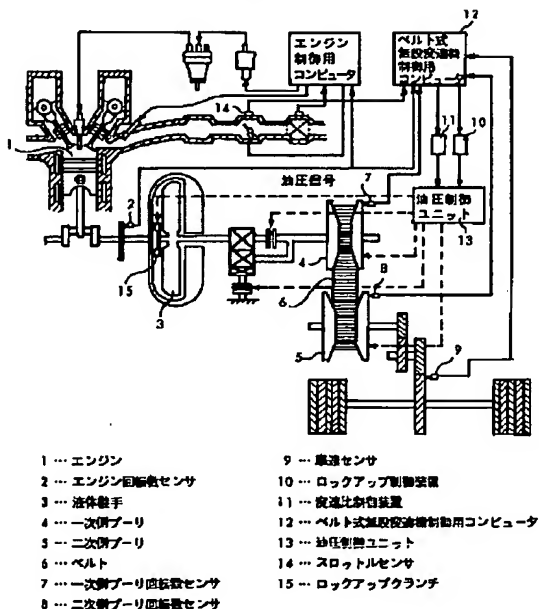 12
エンジン
制御用
コンピュータ
ベルト式
無段変速機
制御用
コンピュータ
14
11
10
1
2
油圧信号
7
油圧制御
ユニット
13
4
15
3
6
8
5
9
1 … エンジン
2 … エンジン回転数センサ
3 … 流体継手
4 … 一次側プーリ
5 … 二次側プーリ
6 … ベルト
7 … 一次側プーリ回転数センサ
8 … 二次側プーリ回転数センサ
9 … 車速センサ
10 … ロックアップ制御装置
11 … 変速比制御装置
12 … ベルト式無段変速機制御用コンピュータ
13 … 油圧制御ユニット
14 … スロットルセンサ
15 … ロックアップクランチ